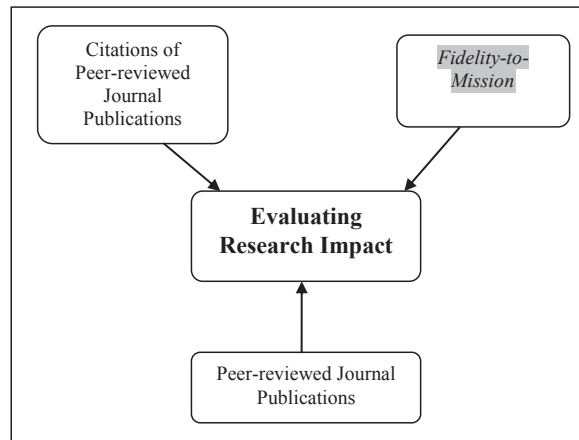 Citations of
Peer-reviewed
Journal
Publications
Fidelity-to-
Mission
Evaluating
Research Impact
Peer-reviewed Journal
Publications